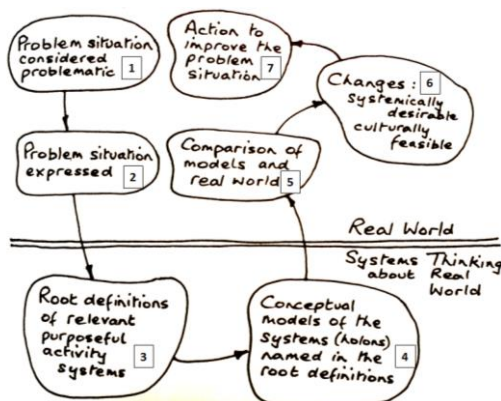 Problem situation
considered
problematic
1
Problem situation
expressed
2
Root definitions
of relevant
purposeful
activity
systems
3
Conceptual
models of the
systems (holons)
named in the
root definitions
4
Comparison of
models and
real world
5
Changes:
systemically
desirable
culturally
feasible
6
Action to
improve the
problem
situation
7
Real World
Systems Thinking
about Real
World